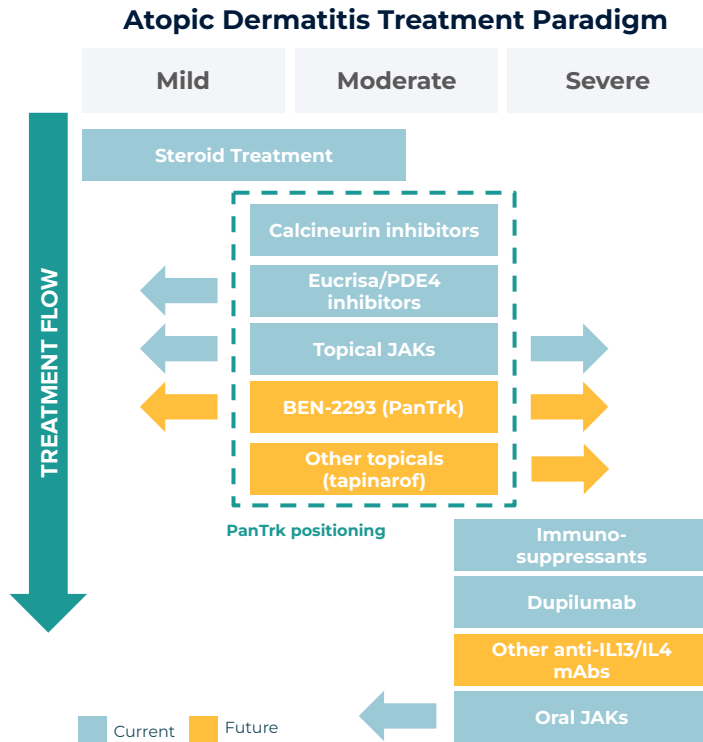 Atopic Dermatitis Treatment Paradigm
Mild
Moderate
Severe
TREATMENT FLOW
Steroid Treatment
Calcineurin inhibitors
Eucrisa/PDE4
inhibitors
Topical JAKs
BEN-2293 (PanTrk)
Other topicals
(tapinarof)
PanTrk positioning
Immuno-
suppressants
Dupilumab
Other anti-IL13/IL4
mAbs
Oral JAKs
Current
Future